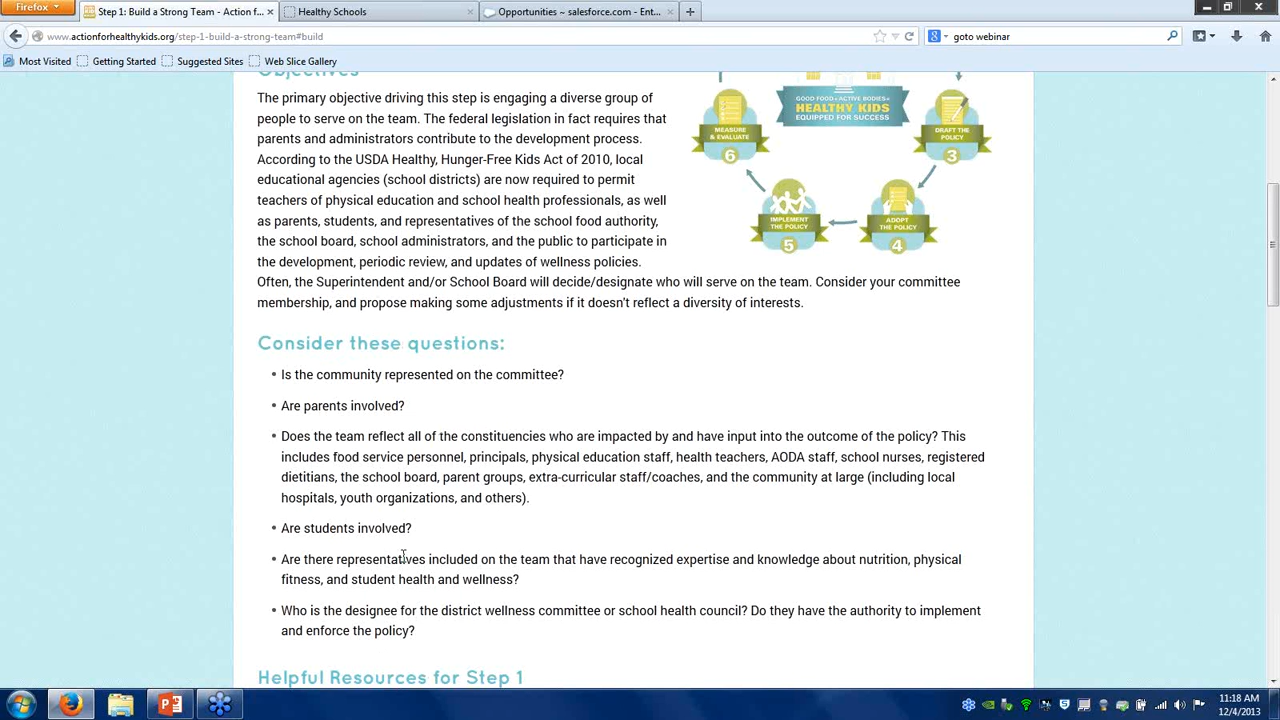 Firefox
Step 1: Build a Strong Team - Action f...
Healthy Schools
Opportunities ~ salesforce.com - Ent...
www.actionforhealthykids.org/step-1-build-a-strong-team#build
goto webinar
Most Visited
Getting Started
Suggested Sites
Web Slice Gallery
Objectives
The primary objective driving this step is engaging a diverse group of
people to serve on the team. The federal legislation in fact requires that
parents and administrators contribute to the development process.
According to the USDA Healthy, Hunger-Free Kids Act of 2010, local
educational agencies (school districts) are now required to permit
teachers of physical education and school health professionals, as well
as parents, students, and representatives of the school food authority,
the school board, school administrators, and the public to participate in
the development, periodic review, and updates of wellness policies.
Often, the Superintendent and/or School Board will decide/designate who will serve on the team. Consider your committee
membership, and propose making some adjustments if it doesn't reflect a diversity of interests.
GOOD FOOD + ACTIVE BODIES =
HEALTHY KIDS
EQUIPPED FOR SUCCESS
DRAFT THE
POLICY
3
ADOPT
THE POLICY
4
IMPLEMENT
THE POLICY
5
MEASURE
& EVALUATE
6
Consider these questions:
• Is the community represented on the committee?
• Are parents involved?
• Does the team reflect all of the constituencies who are impacted by and have input into the outcome of the policy? This
includes food service personnel, principals, physical education staff, health teachers, AODA staff, school nurses, registered
dietitians, the school board, parent groups, extra-curricular staff/coaches, and the community at large (including local
hospitals, youth organizations, and others).
• Are students involved?
• Are there representatives included on the team that have recognized expertise and knowledge about nutrition, physical
fitness, and student health and wellness?
• Who is the designee for the district wellness committee or school health council? Do they have the authority to implement
and enforce the policy?
Helpful Resources for Step 1
11:18 AM
12/4/2013